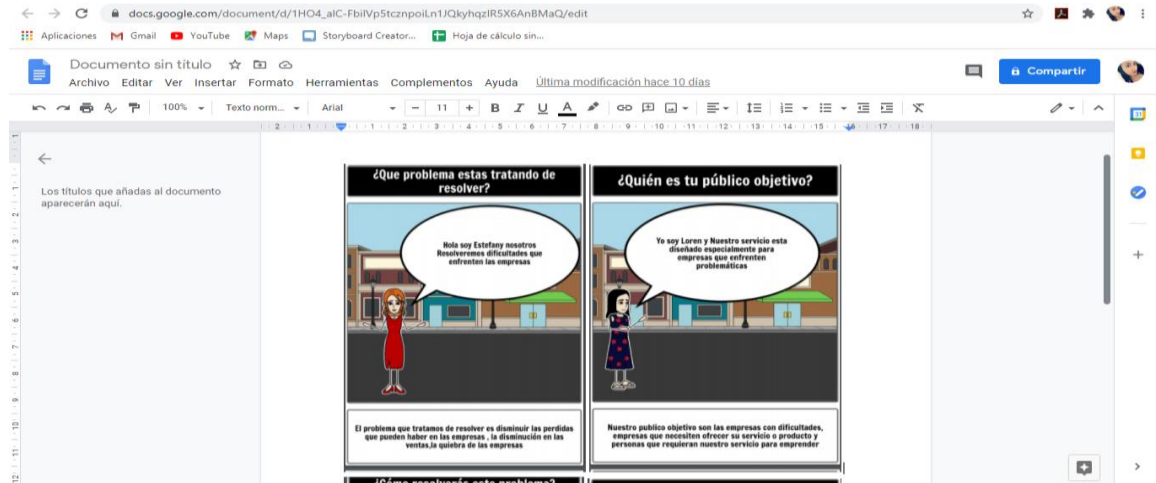 docs.google.com/document/d/1HO4_alC-FbilVp5tcznpoiLn1JQkyhqzIR5X6AnBMaQ/edit
Aplicaciones Gmail YouTube Maps Storyboard Creator... Hoja de cálculo sin...
Documento sin título
Archivo Editar Ver Insertar Formato Herramientas Complementos Ayuda Última modificación hace 10 días
Compartir
100% Texto norm... Arial 11
Los títulos que añadas al documento
aparecerán aquí.
¿Que problema estas tratando de
resolver?
Hola soy Estefany nosotros
Resolveremos dificultades que
enfrenten las empresas
El problema que tratamos de resolver es disminuir las perdidas
que pueden haber en las empresas , la disminución en las
ventas,la quiebra de las empresas
¿Quién es tu público objetivo?
Yo soy Loren y Nuestro servicio esta
diseñado especialmente para
empresas que enfrenten
problemáticas
Nuestro publico objetivo son las empresas con dificultades,
empresas que necesiten ofrecer su servicio o producto y
personas que requieran nuestro servicio para emprender